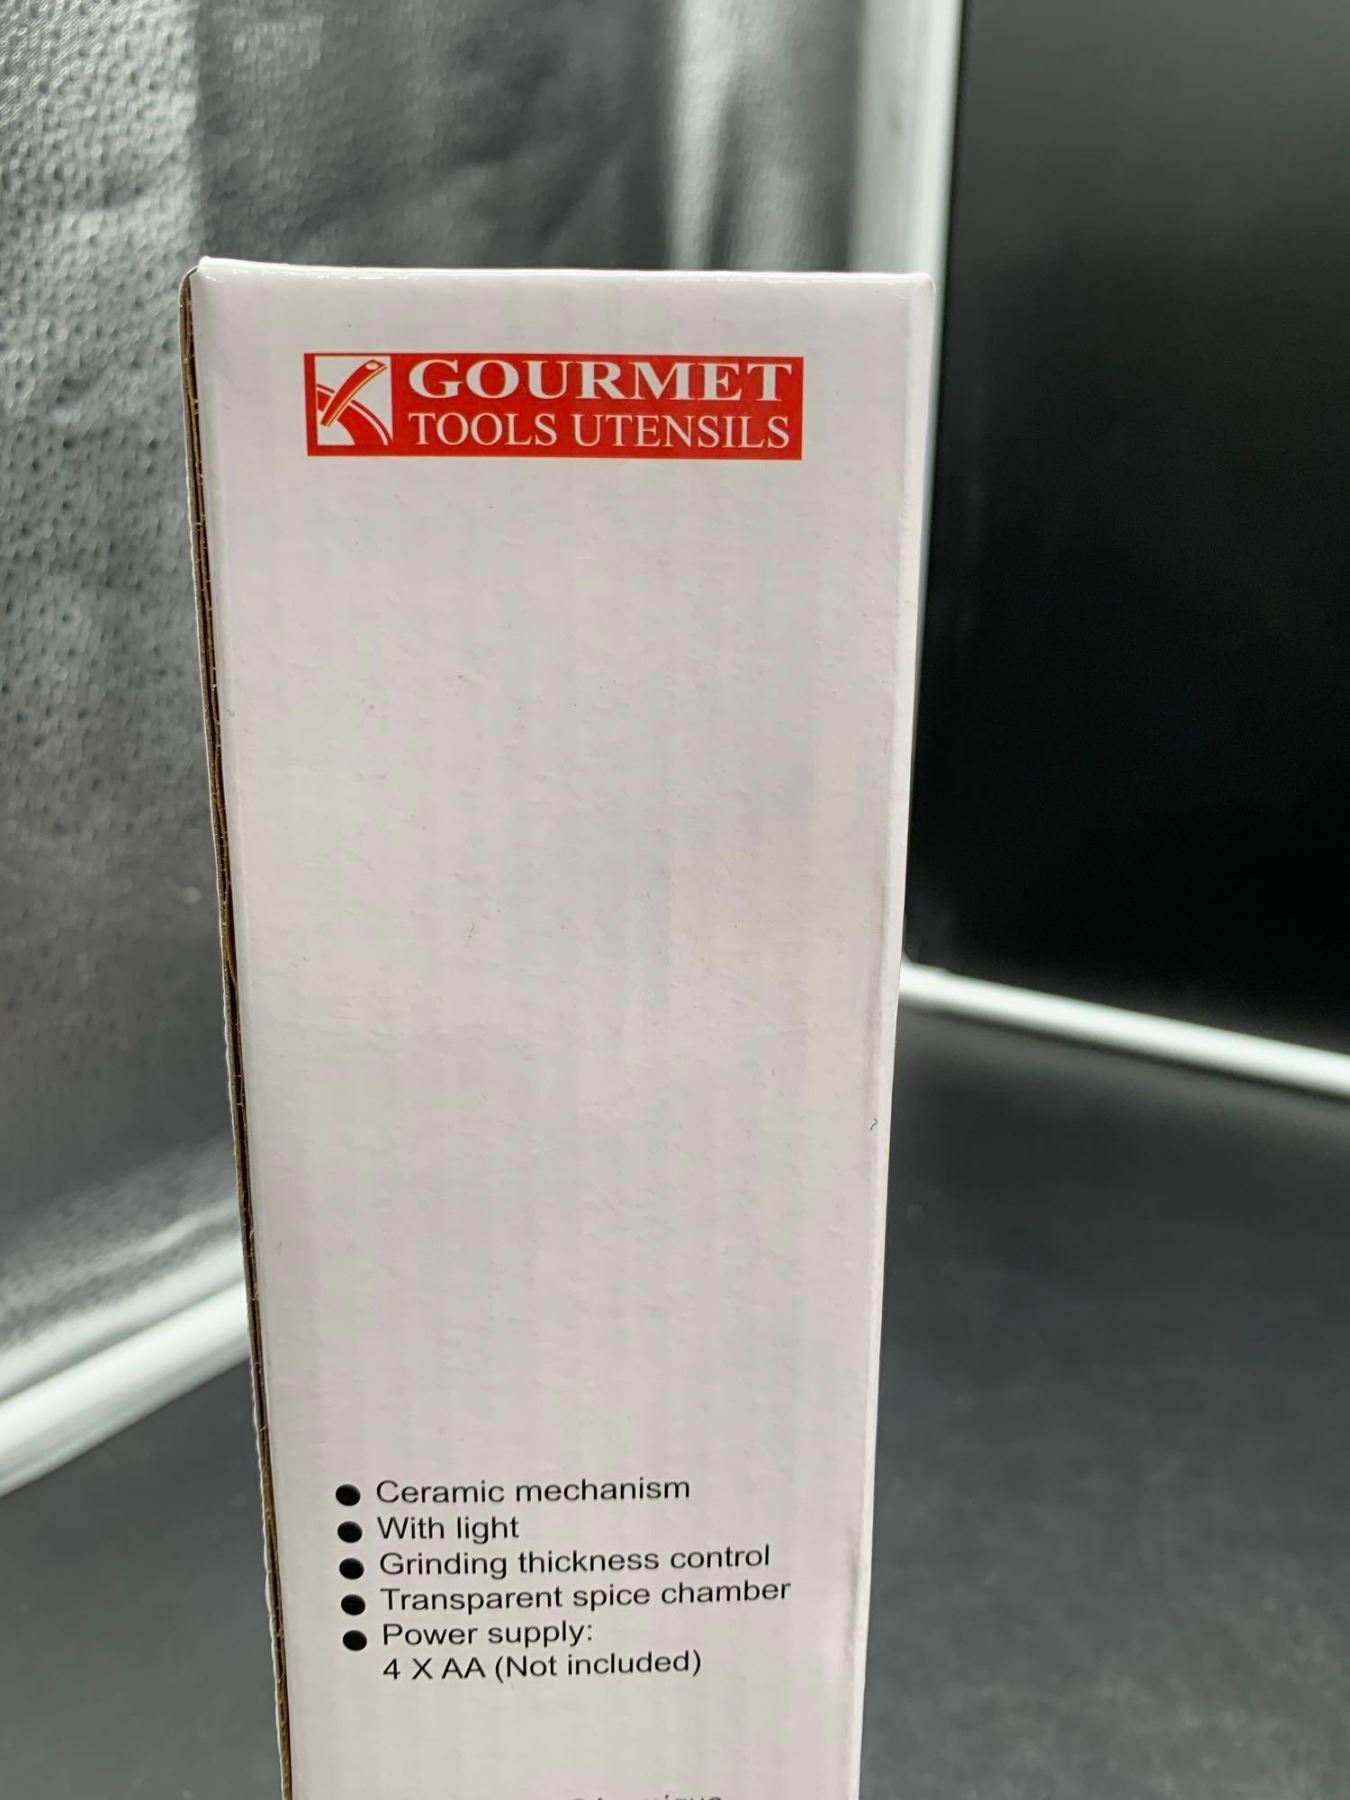 GOURMET
TOOLS UTENSILS
● Ceramic mechanism
● With light
● Grinding thickness control
● Transparent spice chamber
● Power supply:
4 X AA (Not included)